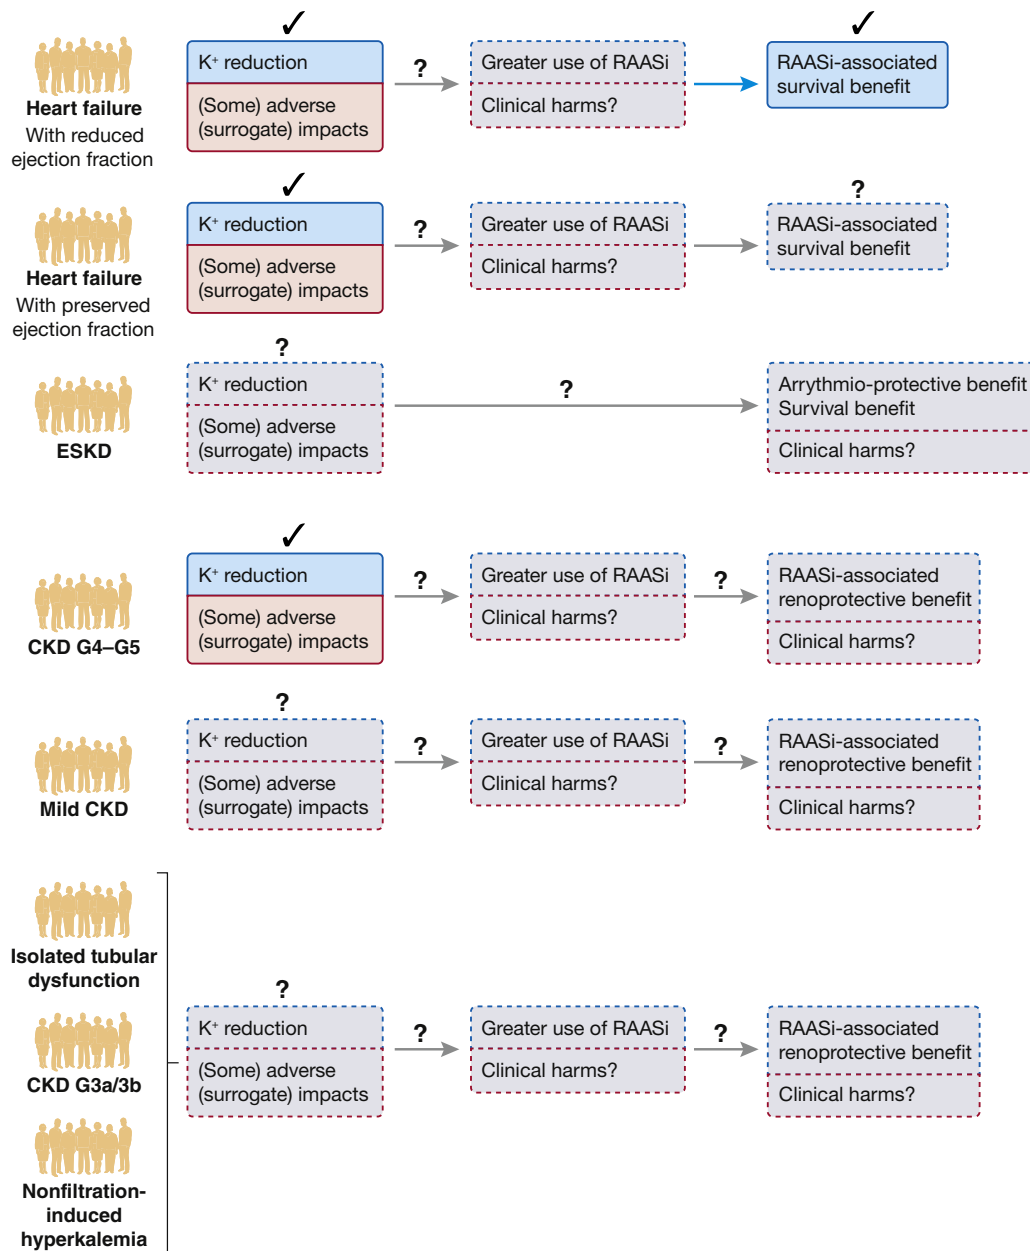 ✓
✓
Heart failure
With reduced
ejection fraction
K⁺ reduction
(Some) adverse
(surrogate) impacts
?
Greater use of RAASi
Clinical harms?
RAASi-associated
survival benefit
✓
?
Heart failure
With preserved
ejection fraction
K⁺ reduction
(Some) adverse
(surrogate) impacts
?
Greater use of RAASi
Clinical harms?
RAASi-associated
survival benefit
?
ESKD
K⁺ reduction
(Some) adverse
(surrogate) impacts
?
Arrythmio-protective benefit
Survival benefit
Clinical harms?
✓
CKD G4–G5
K⁺ reduction
(Some) adverse
(surrogate) impacts
?
Greater use of RAASi
Clinical harms?
?
RAASi-associated
renoprotective benefit
Clinical harms?
?
Mild CKD
K⁺ reduction
(Some) adverse
(surrogate) impacts
?
Greater use of RAASi
Clinical harms?
?
RAASi-associated
renoprotective benefit
Clinical harms?
Isolated tubular
dysfunction
CKD G3a/3b
Nonfiltration-
induced
hyperkalemia
?
K⁺ reduction
(Some) adverse
(surrogate) impacts
?
Greater use of RAASi
Clinical harms?
?
RAASi-associated
renoprotective benefit
Clinical harms?